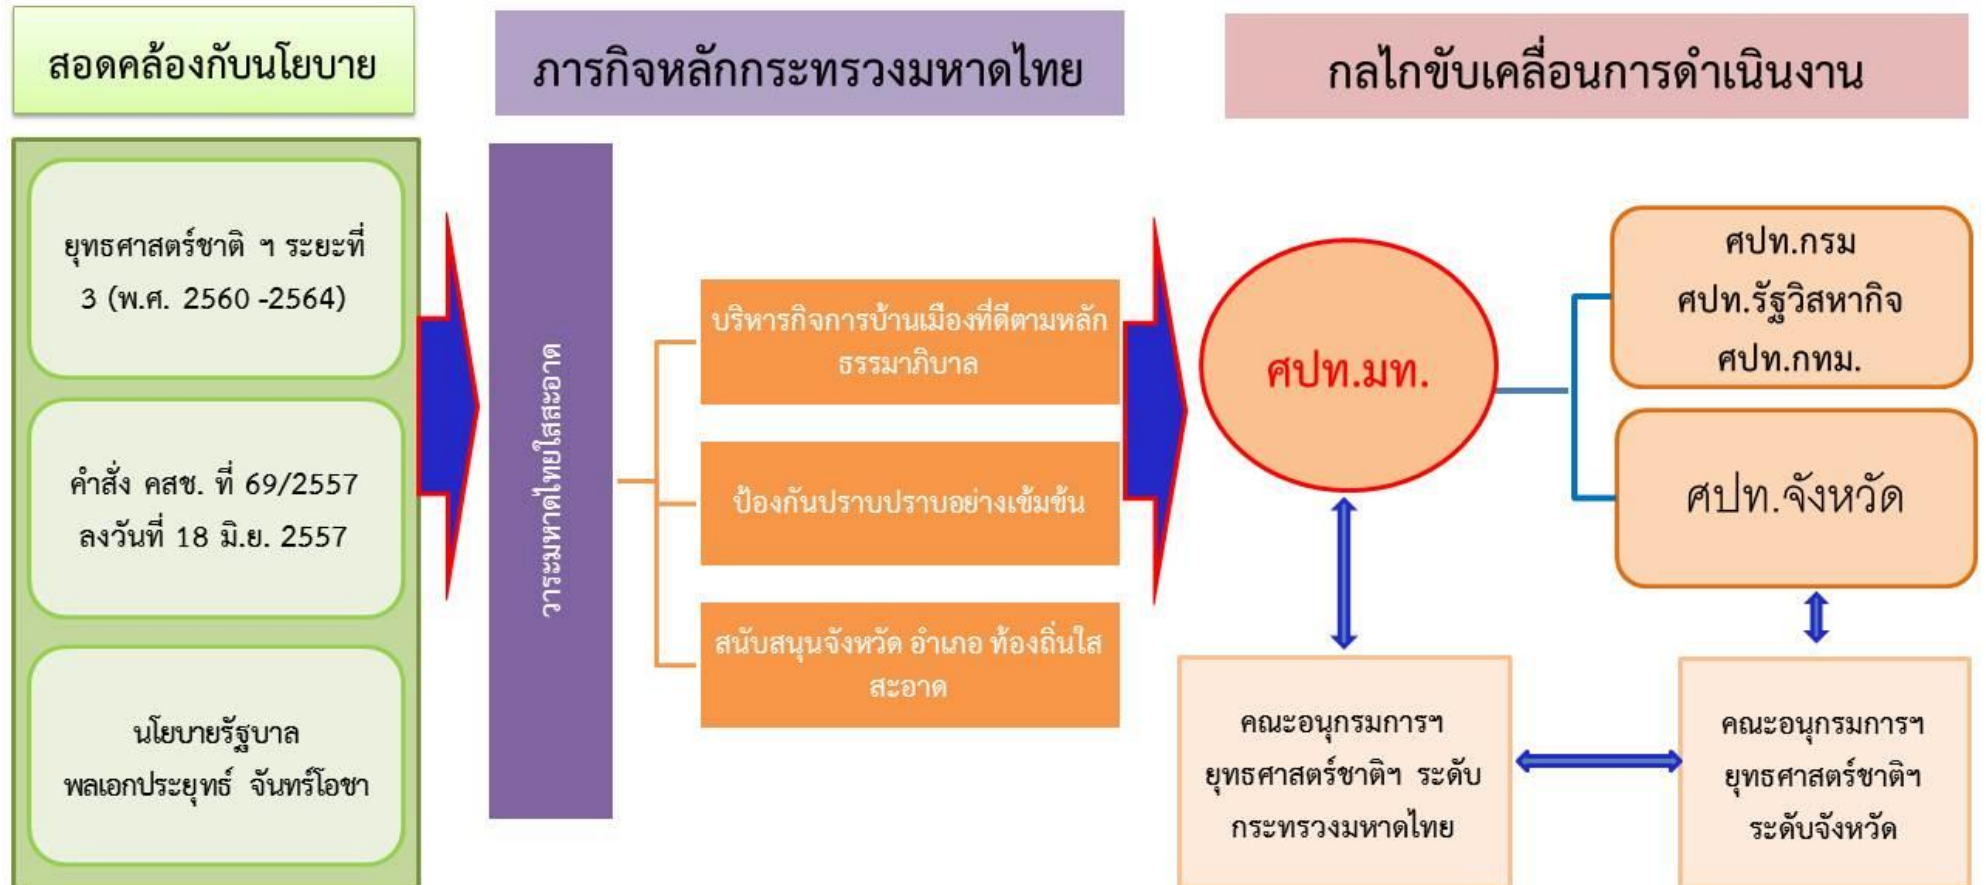 สอดคล้องกับนโยบาย
ยุทธศาสตร์ชาติ ฯ ระยะที่
3 (พ.ศ. 2560 -2564)
คำสั่ง คสช. ที่ 69/2557
ลงวันที่ 18 มิ.ย. 2557
นโยบายรัฐบาล
พลเอกประยุทธ์ จันทร์โอชา
ภารกิจหลักกระทรวงมหาดไทย
วาระมหาดไทยใสสะอาด
บริหารกิจการบ้านเมืองที่ดีตามหลัก
ธรรมาภิบาล
ป้องกันปราบปราบอย่างเข้มข้น
สนับสนุนจังหวัด อำเภอ ท้องถิ่นใส
สะอาด
กลไกขับเคลื่อนการดำเนินงาน
ศปท.มท.
ศปท.กรม
ศปท.รัฐวิสหากิจ
ศปท.กทม.
ศปท.จังหวัด
คณะอนุกรมการฯ
ยุทธศาสตร์ชาติฯ ระดับ
กระทรวงมหาดไทย
คณะอนุกรมการฯ
ยุทธศาสตร์ชาติฯ
ระดับจังหวัด